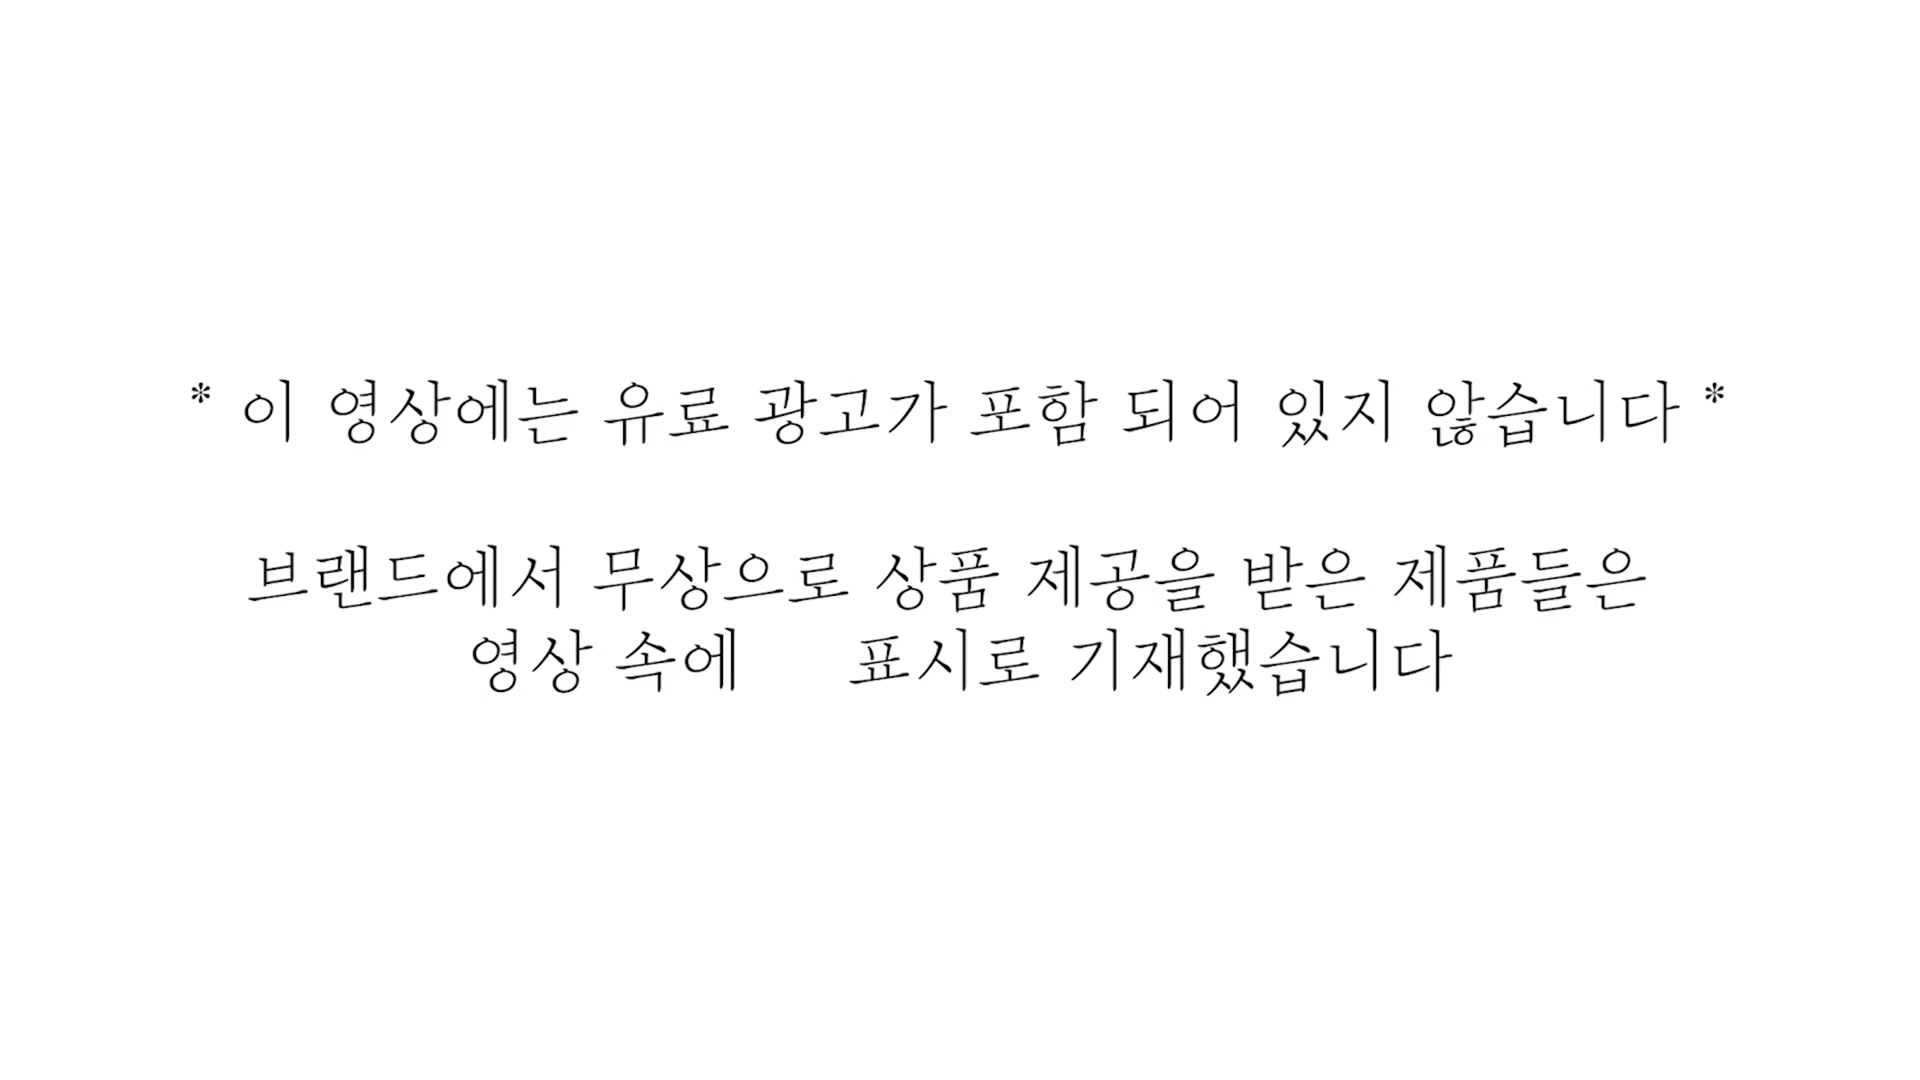 * 이 영상에는 유료 광고가 포함 되어 있지 않습니다 *
브랜드에서 무상으로 상품 제공을 받은 제품들은
영상 속에 표시로 기재했습니다